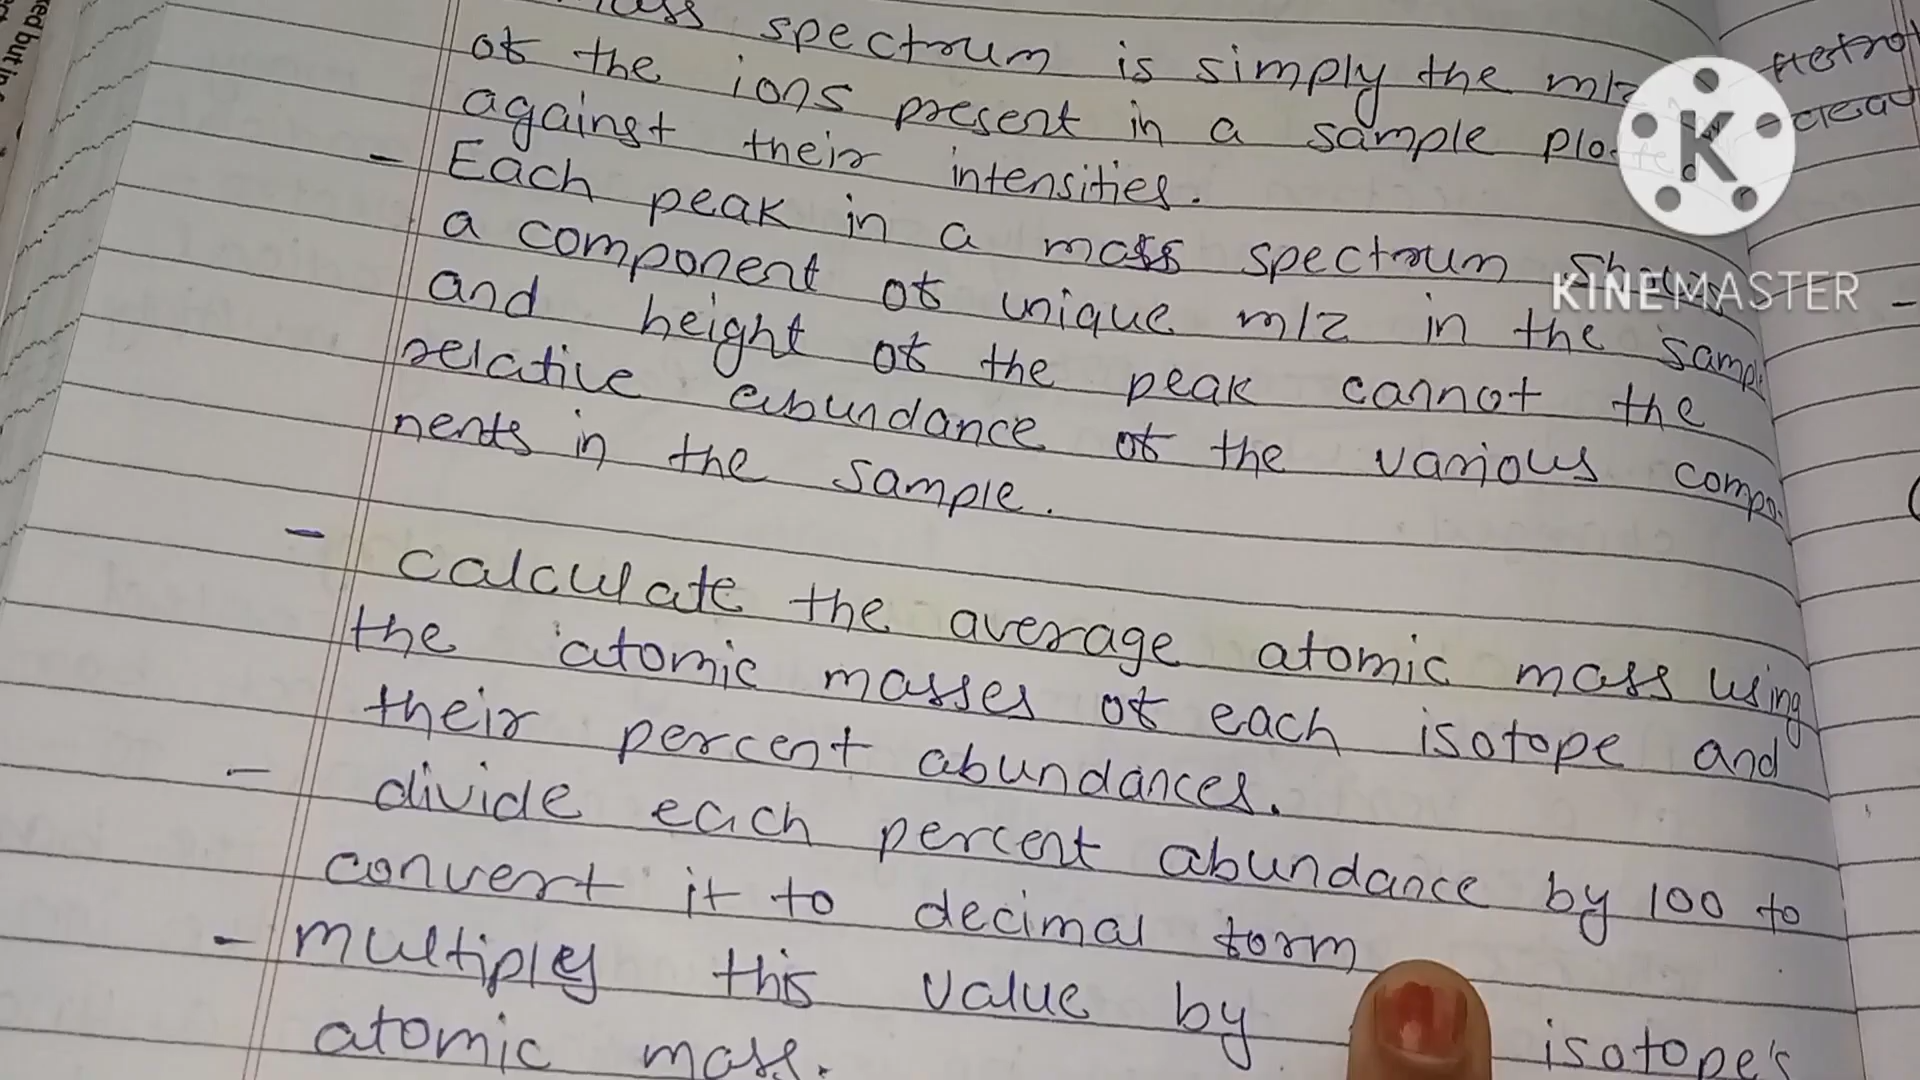 mass spectrum is simply the m/z
of the ions present in a sample plotted
against their intensities.
- Each peak in a mass spectrum shows
a component of unique m/z in the sample
and height of the peak cannot the
relative abundance of the various compo-
nents in the sample.
- calculate the average atomic mass using
the atomic masses of each isotope and
their percent abundances.
- divide each percent abundance by 100 to
convert it to decimal form
- multiply this value by isotope's
atomic mass.
K
KINEMASTER